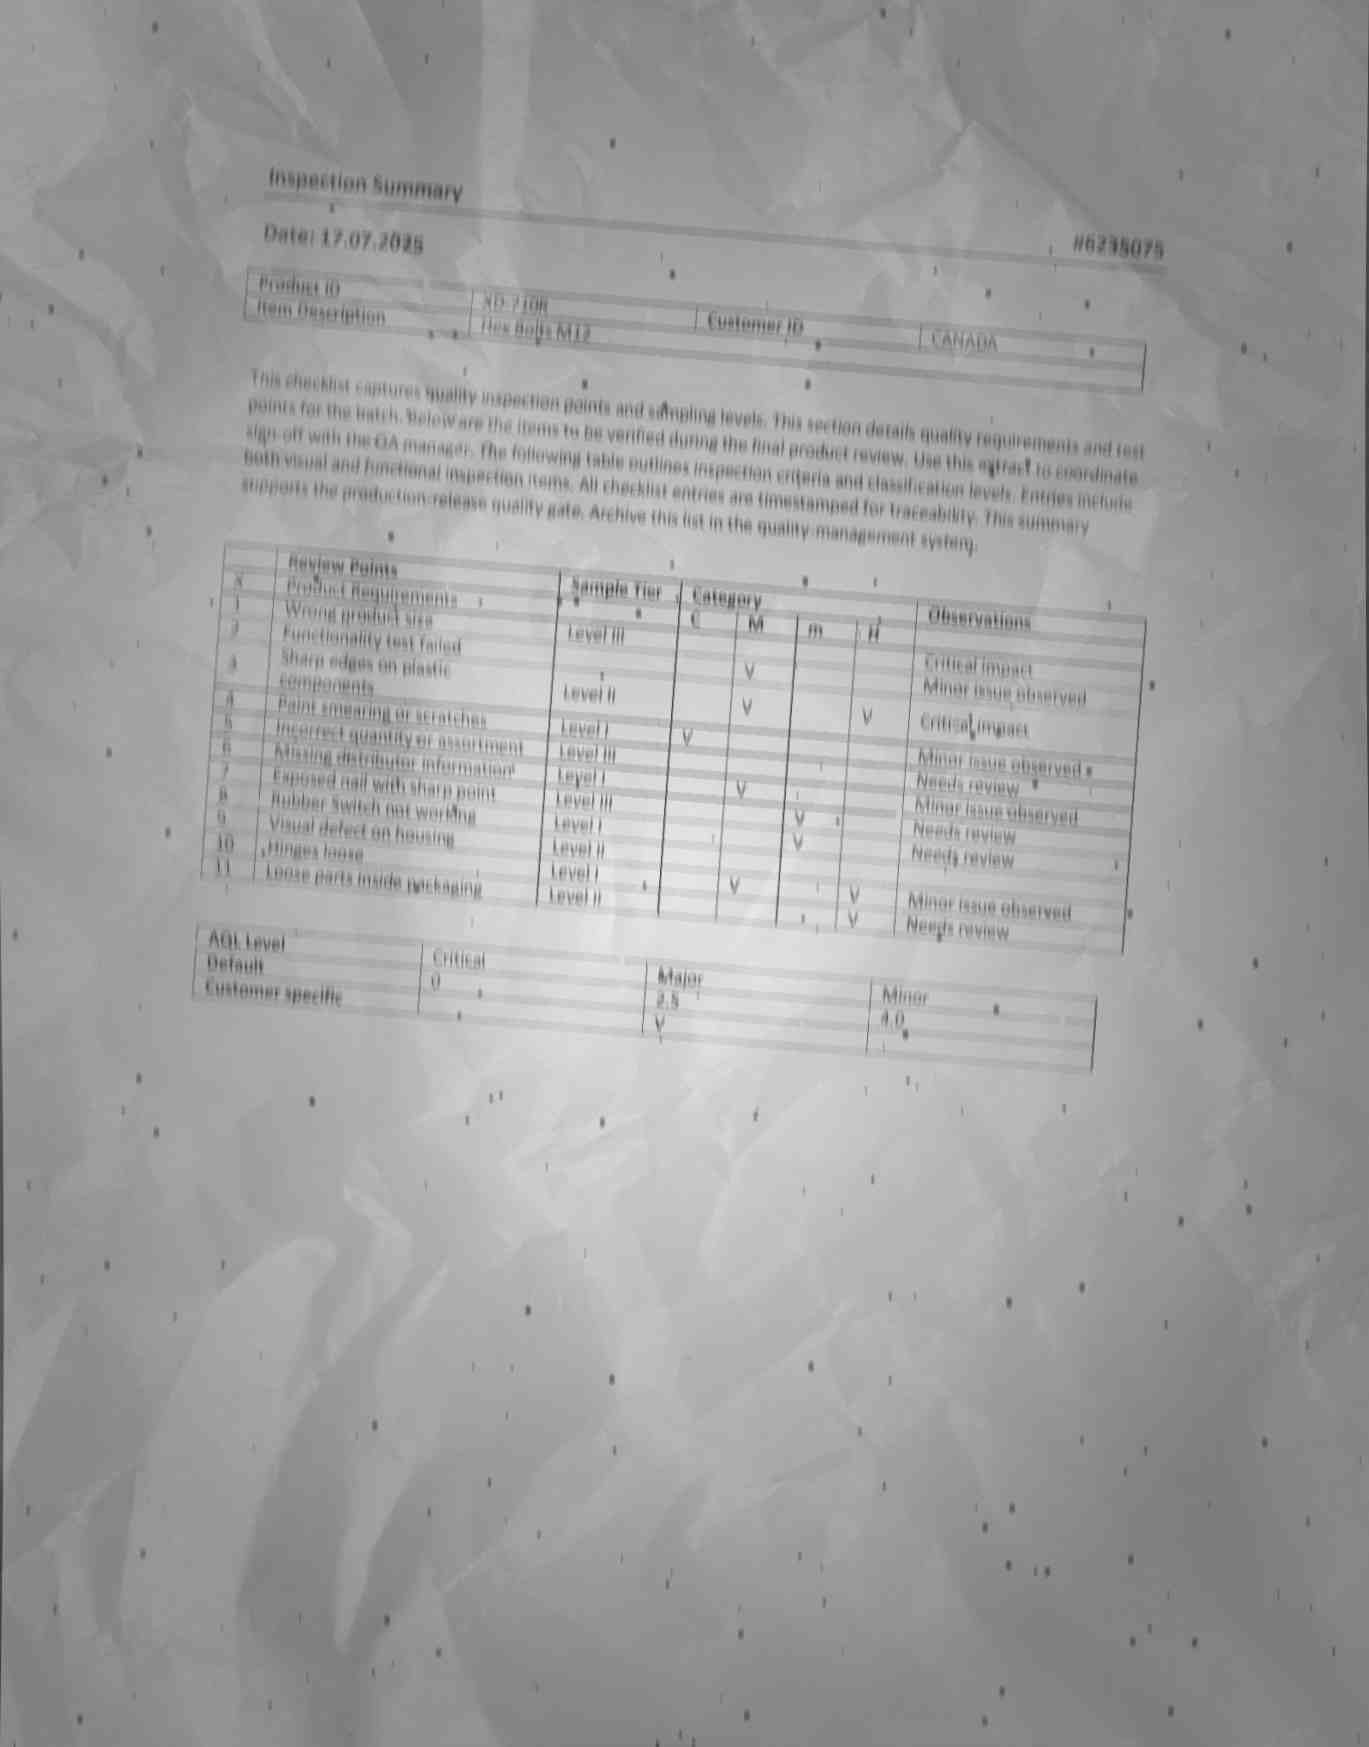 Inspection Summary
#6235075
Date: 17.07.2025
Product ID XD-710R Customer ID CANADA
Item Description Hex Bolts M12
This checklist captures quality inspection points and sampling levels. This section details quality requirements and test
points for the batch. Below are the items to be verified during the final product review. Use this extract to coordinate
sign-off with the QA manager. The following table outlines inspection criteria and classification levels. Entries include
both visual and functional inspection items. All checklist entries are timestamped for traceability. This summary
supports the production-release quality gate. Archive this list in the quality-management system.
Review Points Sample Tier Category Observations
X Product Requirements C M m H
1 Wrong product size Level III Critical impact
2 Functionality test failed V Minor issue observed
3 Sharp edges on plastic
components Level II V V Critical impact
4 Paint smearing or scratches Level I V Minor issue observed
5 Incorrect quantity or assortment Level III Needs review
6 Missing distributor information Level I V Minor issue observed
7 Exposed nail with sharp point Level III V Needs review
8 Rubber Switch not working Level I V Needs review
9 Visual defect on housing Level II
10 Hinges loose Level I V V Minor issue observed
11 Loose parts inside packaging Level II V Needs review
AQL Level Critical Major Minor
Default 0 2.5 4.0
Customer specific V